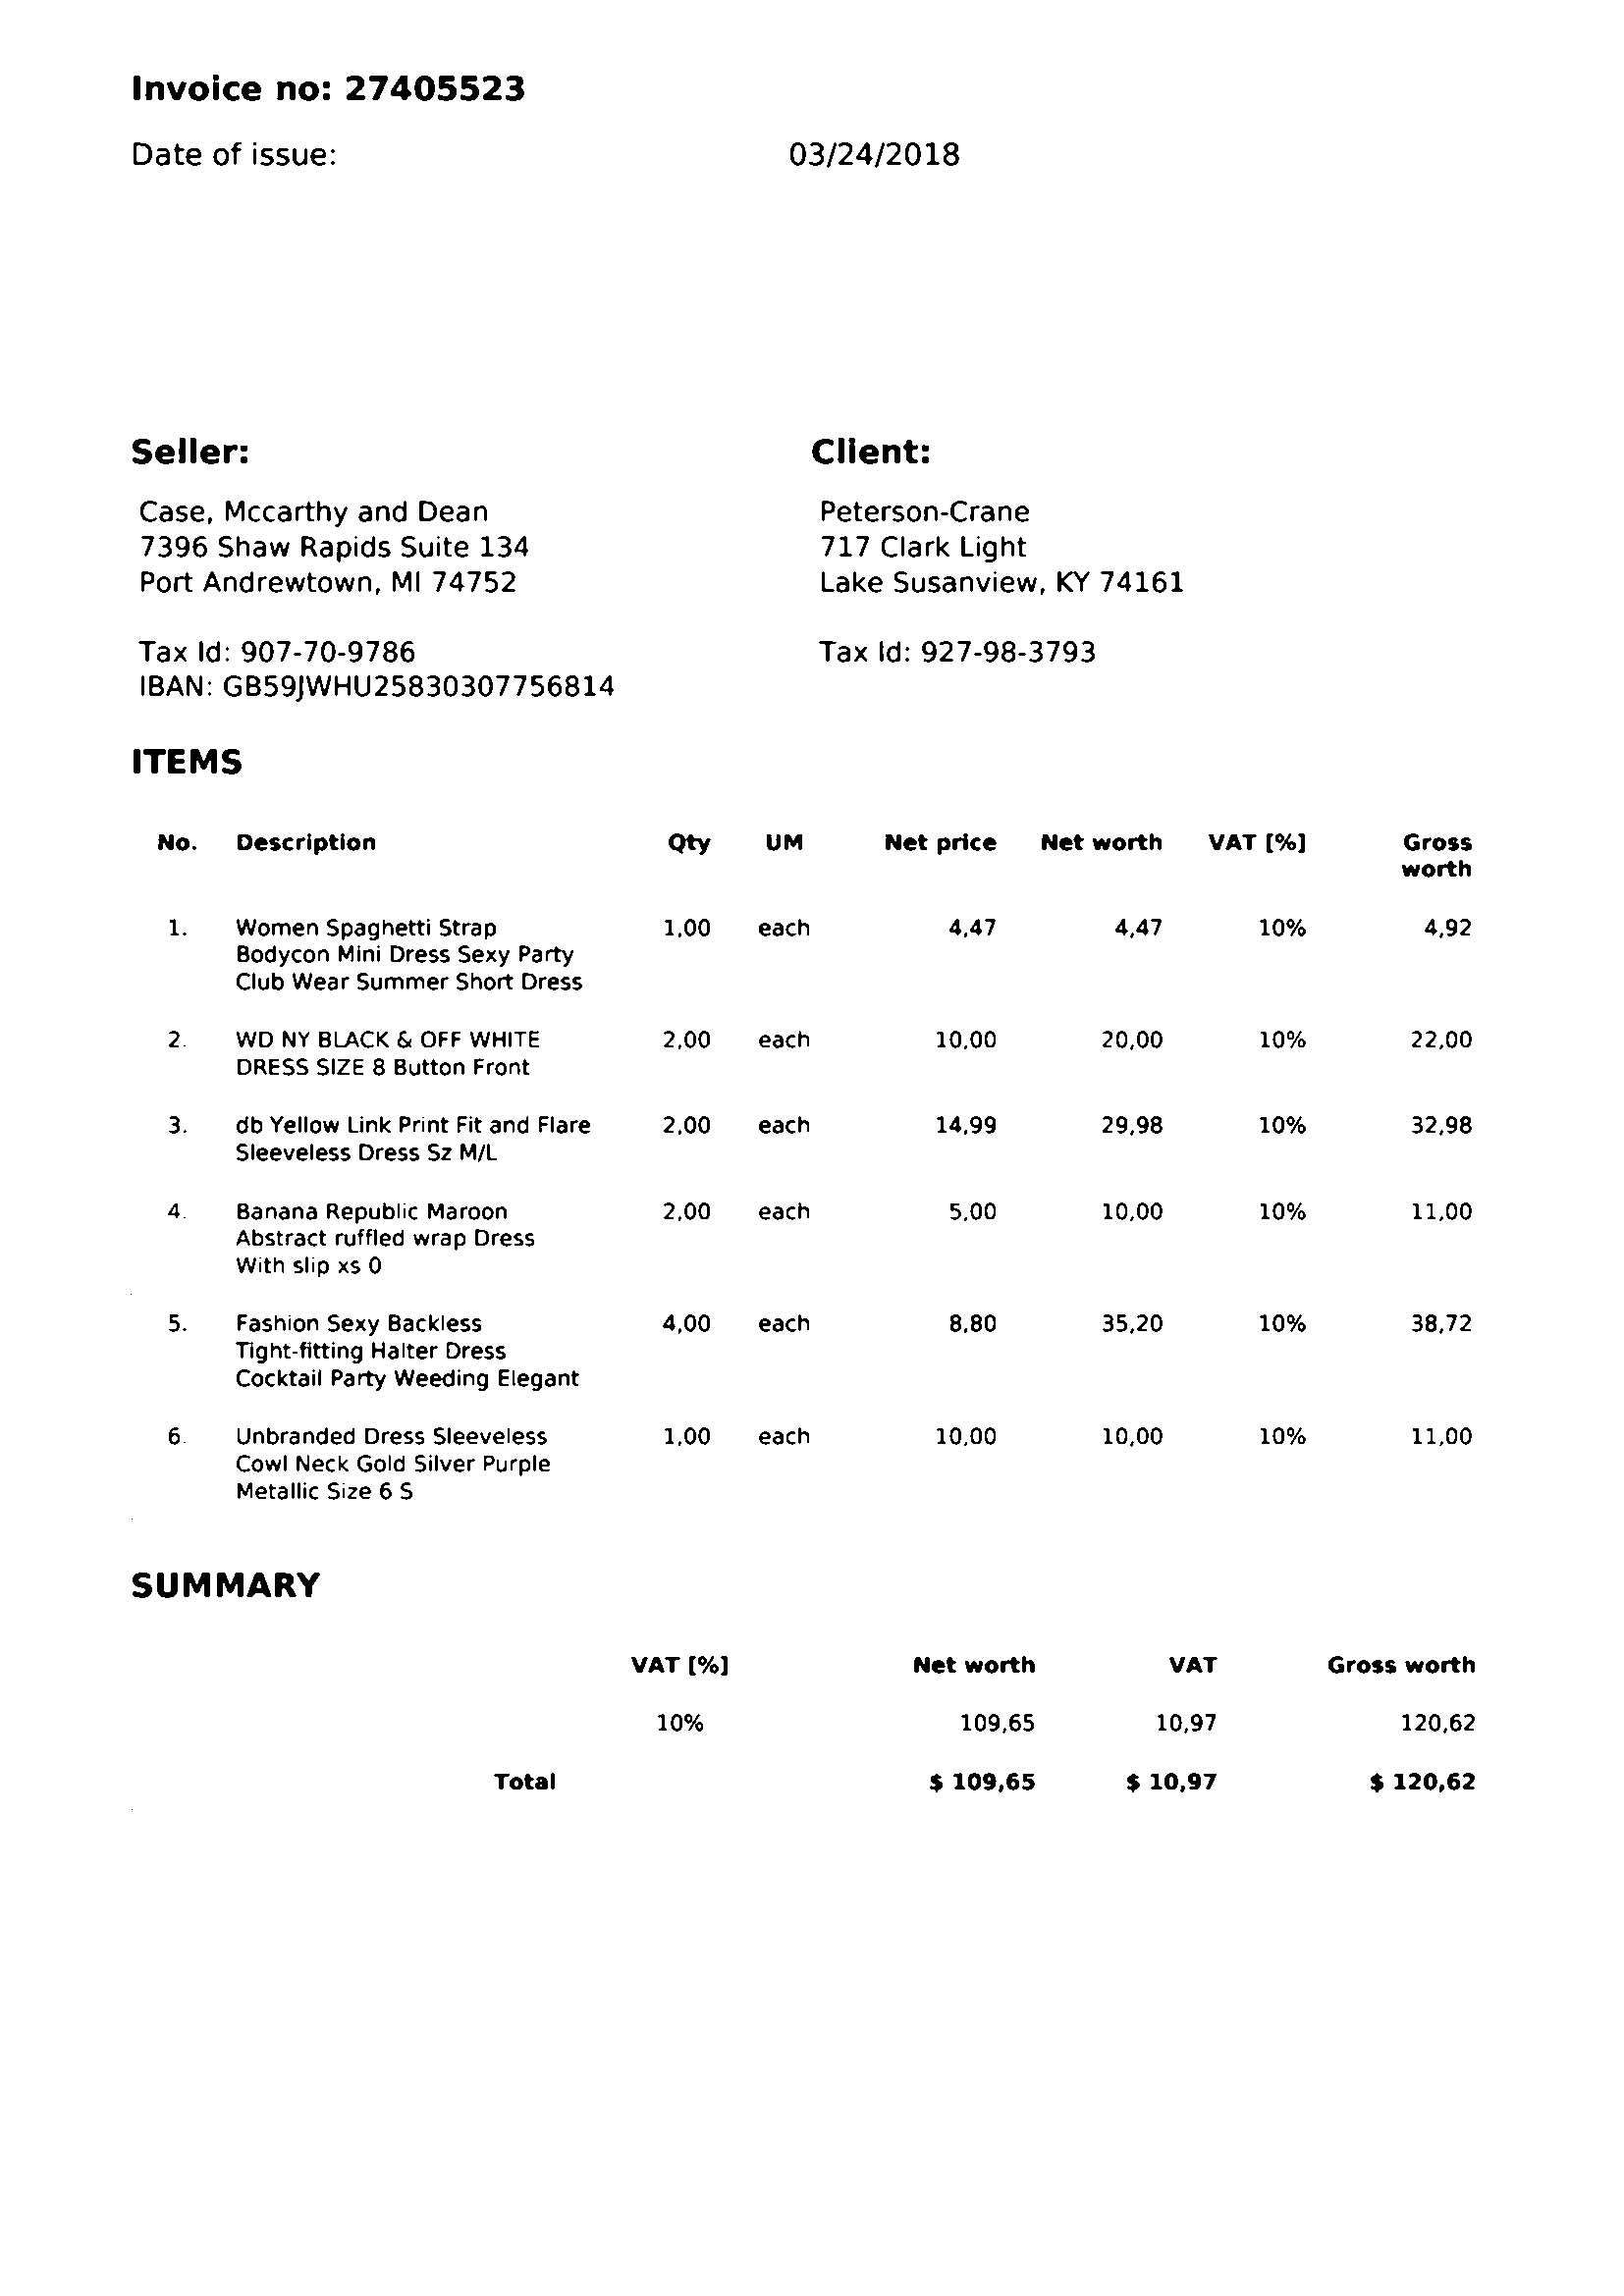 Invoice no: 27405523
Date of issue: 03/24/2018
Seller: Client:
Case, Mccarthy and Dean Peterson-Crane
7396 Shaw Rapids Suite 134 717 Clark Light
Port Andrewtown, MI 74752 Lake Susanview, KY 74161
Tax Id: 907-70-9786 Tax Id: 927-98-3793
IBAN: GB59JWHU25830307756814
ITEMS
No. Description Qty UM Net price Net worth VAT [%] Gross
worth
1. Women Spaghetti Strap 1,00 each 4,47 4,47 10% 4,92
Bodycon Mini Dress Sexy Party
Club Wear Summer Short Dress
2. WD NY BLACK & OFF WHITE 2,00 each 10,00 20,00 10% 22,00
DRESS SIZE 8 Button Front
3. db Yellow Link Print Fit and Flare 2,00 each 14,99 29,98 10% 32,98
Sleeveless Dress Sz M/L
4. Banana Republic Maroon 2,00 each 5,00 10,00 10% 11,00
Abstract ruffled wrap Dress
With slip xs 0
5. Fashion Sexy Backless 4,00 each 8,80 35,20 10% 38,72
Tight-fitting Halter Dress
Cocktail Party Weeding Elegant
6. Unbranded Dress Sleeveless 1,00 each 10,00 10,00 10% 11,00
Cowl Neck Gold Silver Purple
Metallic Size 6 S
SUMMARY
VAT [%] Net worth VAT Gross worth
10% 109,65 10,97 120,62
Total $ 109,65 $ 10,97 $ 120,62